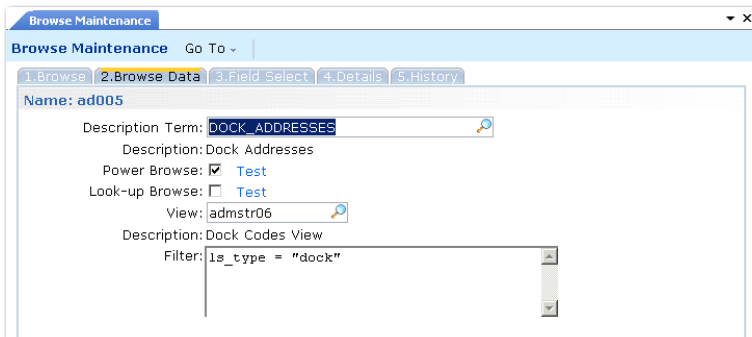 Browse Maintenance
Browse Maintenance Go To
1.Browse 2.Browse Data 3.Field Select 4.Details 5.History
Name: ad005
Description Term: DOCK_ADDRESSES
Description: Dock Addresses
Power Browse: Test
Look-up Browse: Test
View: admstr06
Description: Dock Codes View
Filter: ls_type = "dock"